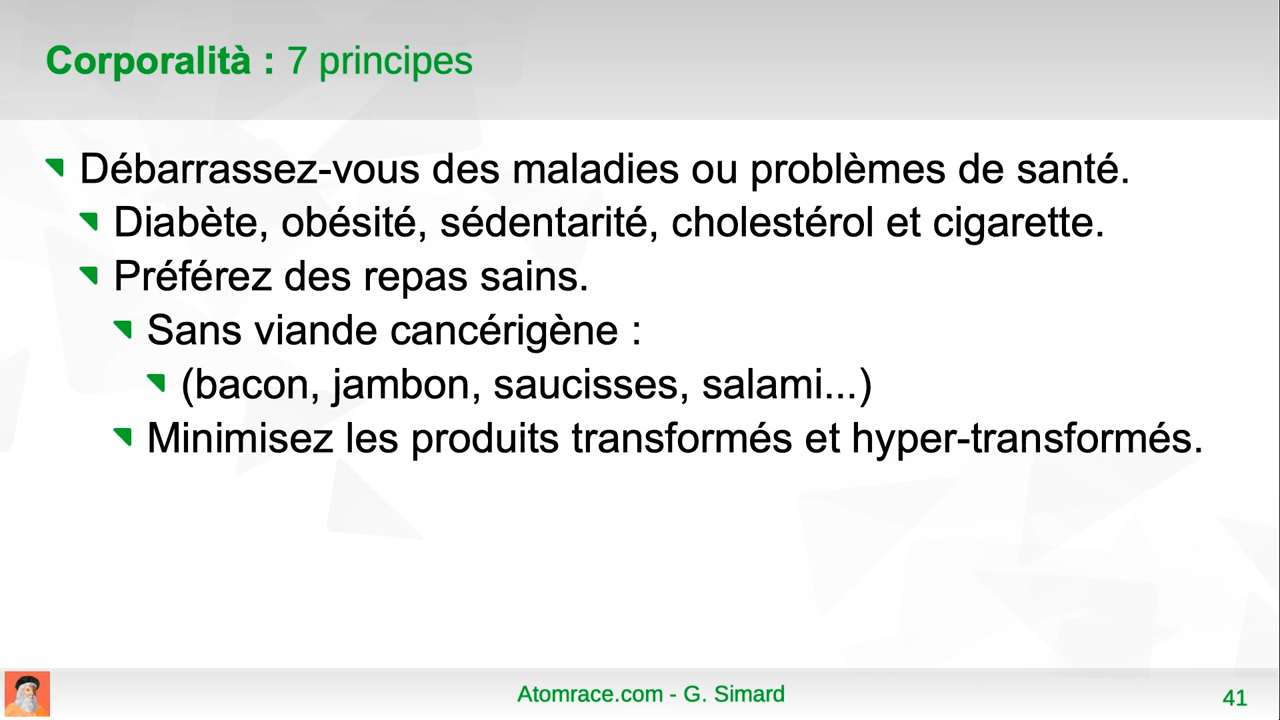 Corporalità : 7 principes
Débarrassez-vous des maladies ou problèmes de santé.
Diabète, obésité, sédentarité, cholestérol et cigarette.
Préférez des repas sains.
Sans viande cancérigène :
(bacon, jambon, saucisses, salami...)
Minimisez les produits transformés et hyper-transformés.
Atomrace.com - G. Simard
41